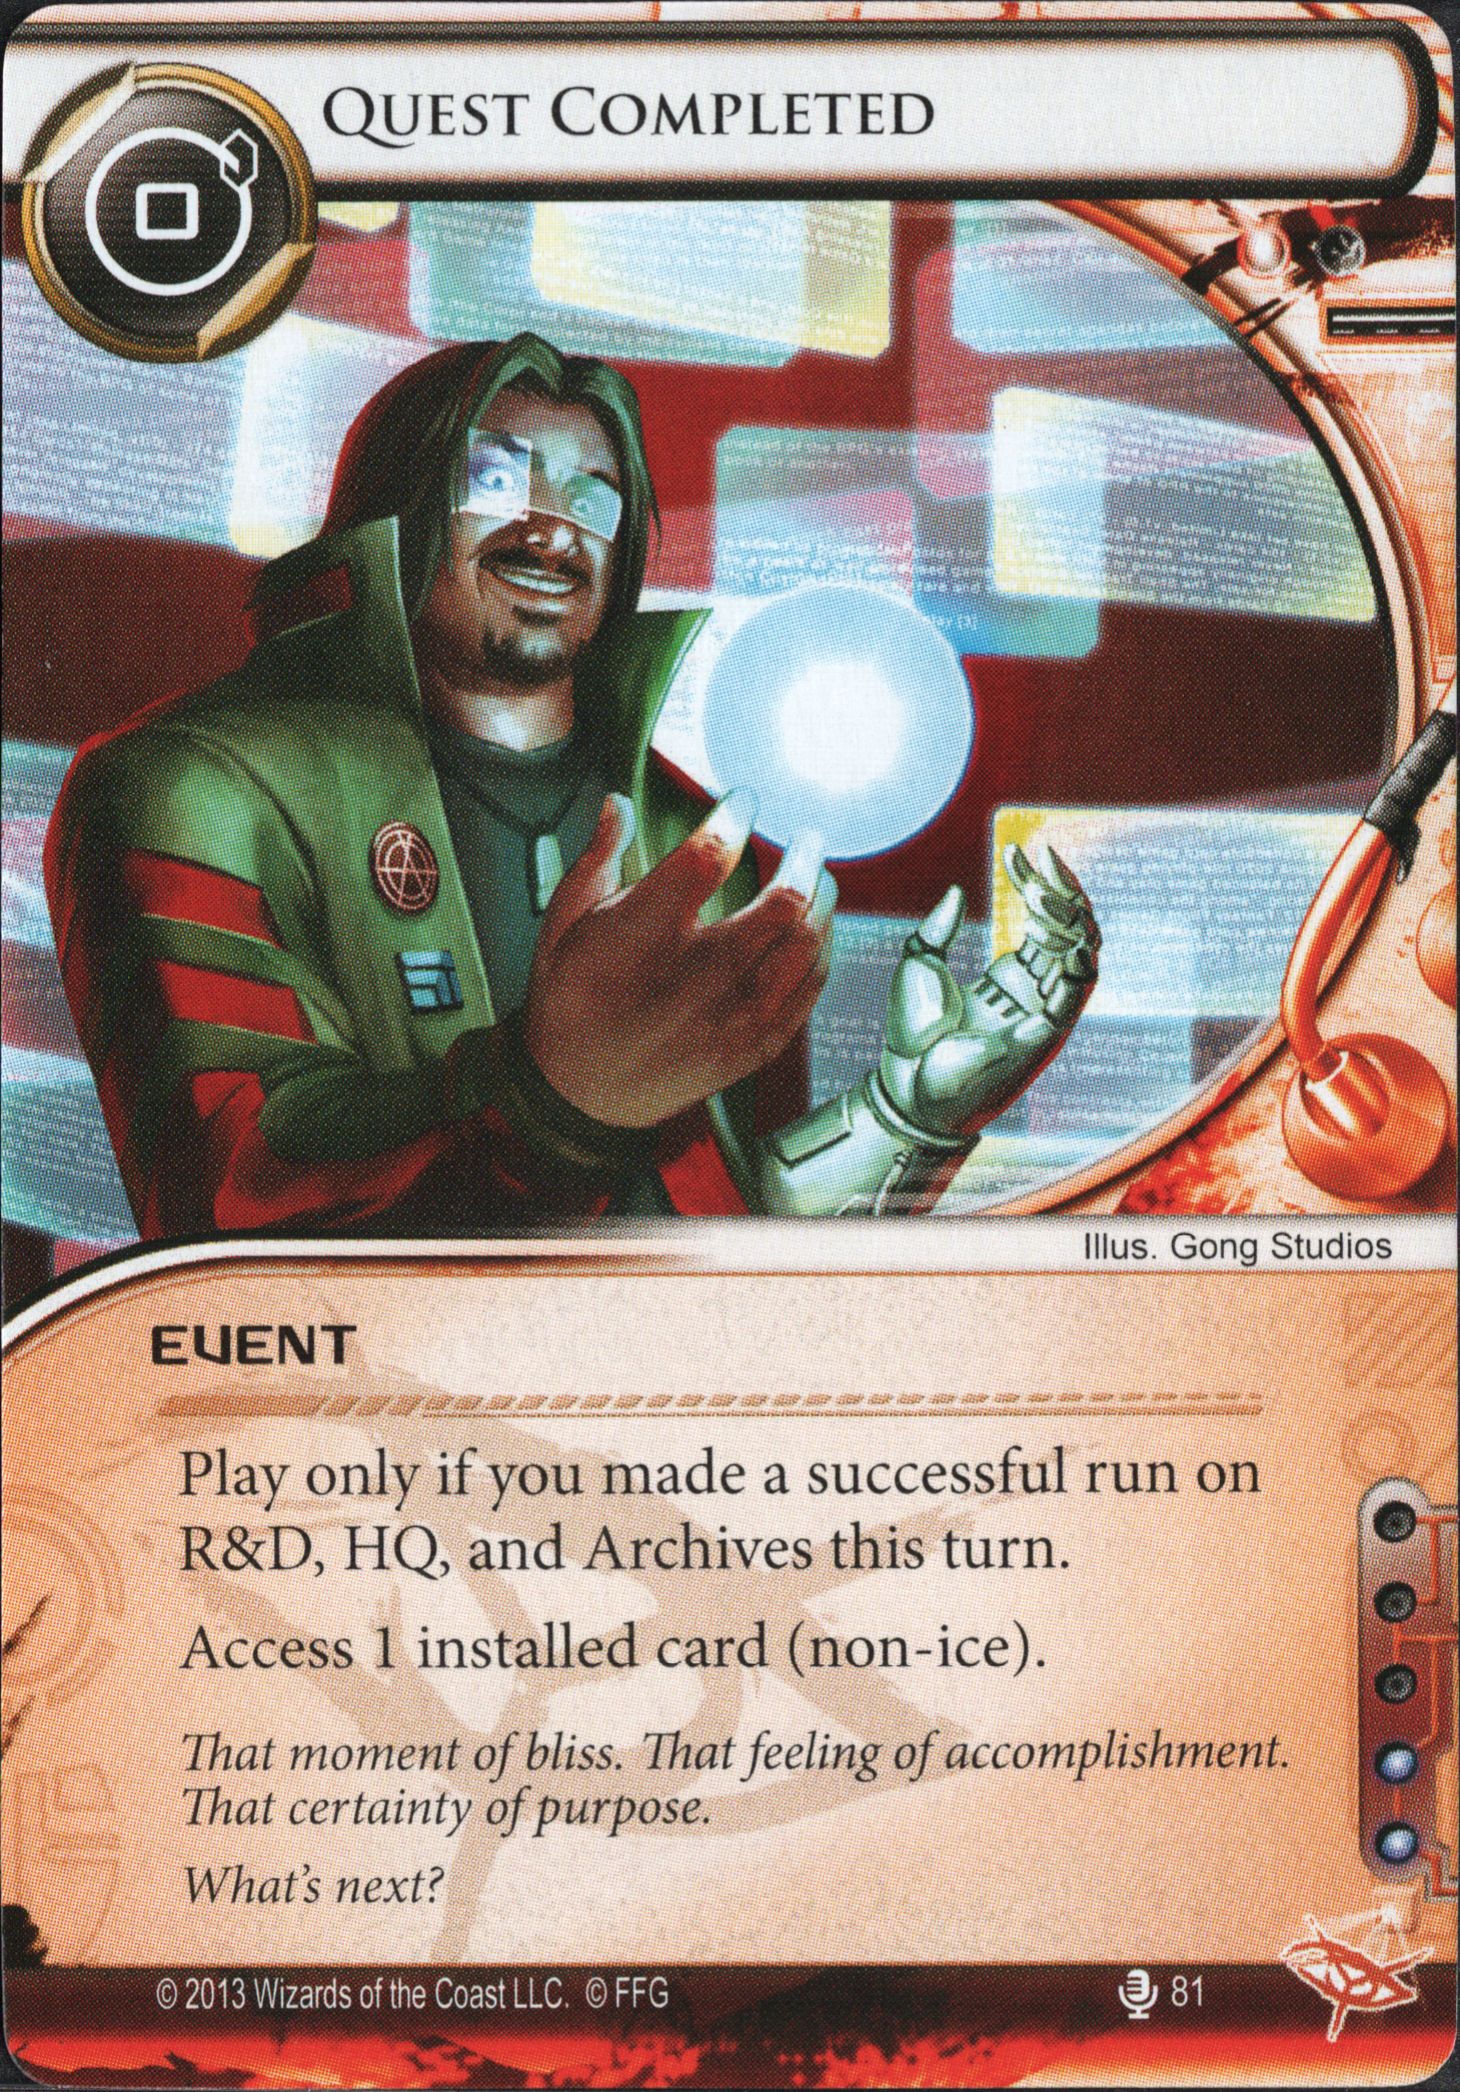 Quest Completed
0
Illus. Gong Studios
EVENT
Play only if you made a successful run on
R&D, HQ, and Archives this turn.
Access 1 installed card (non-ice).
That moment of bliss. That feeling of accomplishment.
That certainty of purpose.
What's next?
© 2013 Wizards of the Coast LLC. © FFG
81